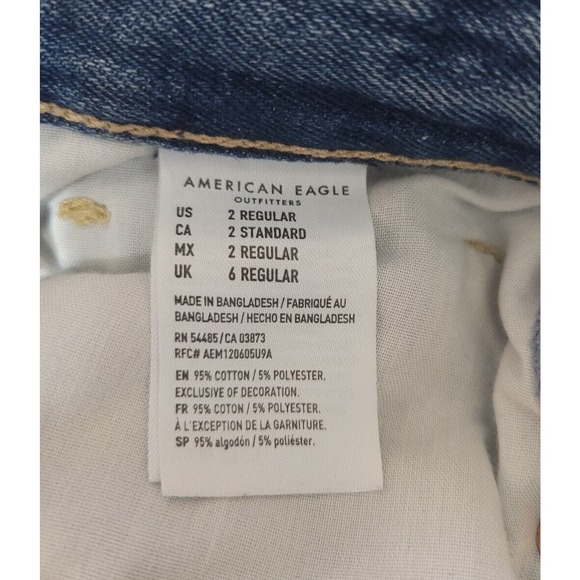 AMERICAN EAGLE
OUTFITTERS
US 2 REGULAR
CA 2 STANDARD
MX 2 REGULAR
UK 6 REGULAR
MADE IN BANGLADESH / FABRIQUÉ AU
BANGLADESH / HECHO EN BANGLADESH
RN 54485/CA 03873
RFC# AEM120605U9A
EN 95% COTTON / 5% POLYESTER.
EXCLUSIVE OF DECORATION.
FR 95% COTON / 5% POLYESTER.
À L'EXCEPTION DE LA GARNITURE.
SP 95% algodón / 5% poliéster.